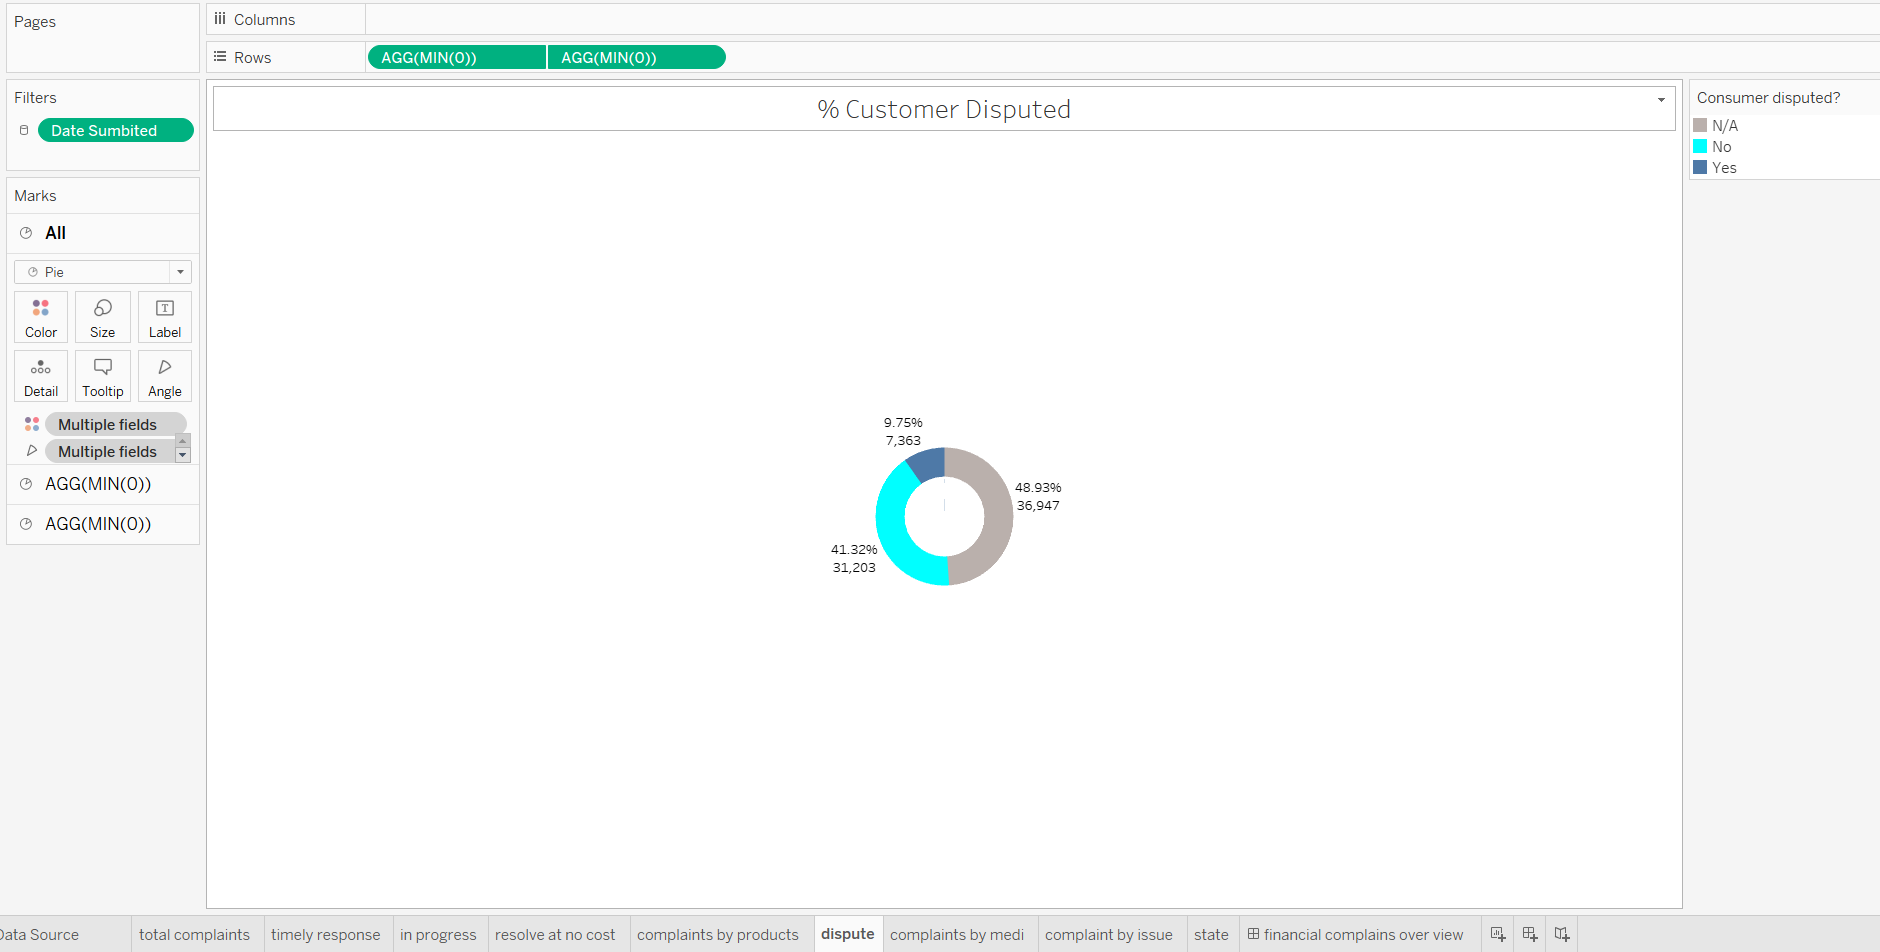 Pages
Columns
Rows
AGG(MIN(0))
AGG(MIN(0))
Filters
Date Sumbited
Marks
All
Pie
Color
Size
Label
Detail
Tooltip
Angle
Multiple fields
Multiple fields
AGG(MIN(0))
AGG(MIN(0))
% Customer Disputed
9.75%
7,363
48.93%
36,947
41.32%
31,203
Consumer disputed?
N/A
No
Yes
Data Source
total complaints
timely response
in progress
resolve at no cost
complaints by products
dispute
complaints by medi
complaint by issue
state
financial complains over view